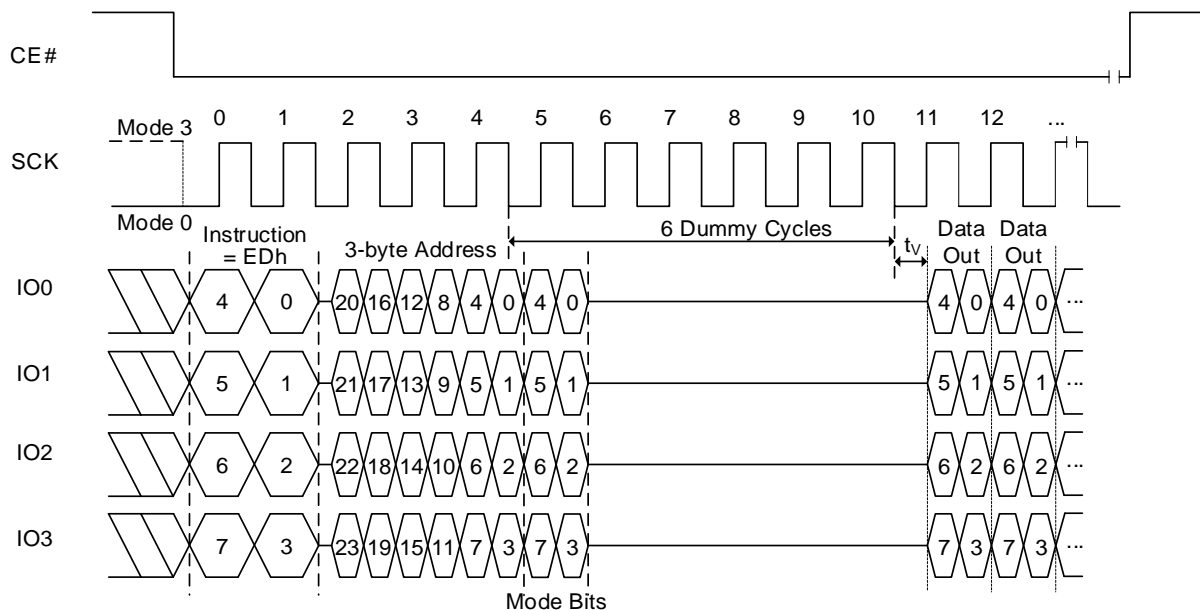 CE#
0 1 2 3 4 5 6 7 8 9 10 11 12 ...
Mode 3
SCK
Mode 0
6 Dummy Cycles
Instruction
= EDh
3-byte Address
tV
Data
Out
Data
Out
IO0
4 0 20 16 12 8 4 0 4 0 4 0 4 0 ...
IO1
5 1 21 17 13 9 5 1 5 1 5 1 5 1 ...
IO2
6 2 22 18 14 10 6 2 6 2 6 2 6 2 ...
IO3
7 3 23 19 15 11 7 3 7 3 7 3 7 3 ...
Mode Bits